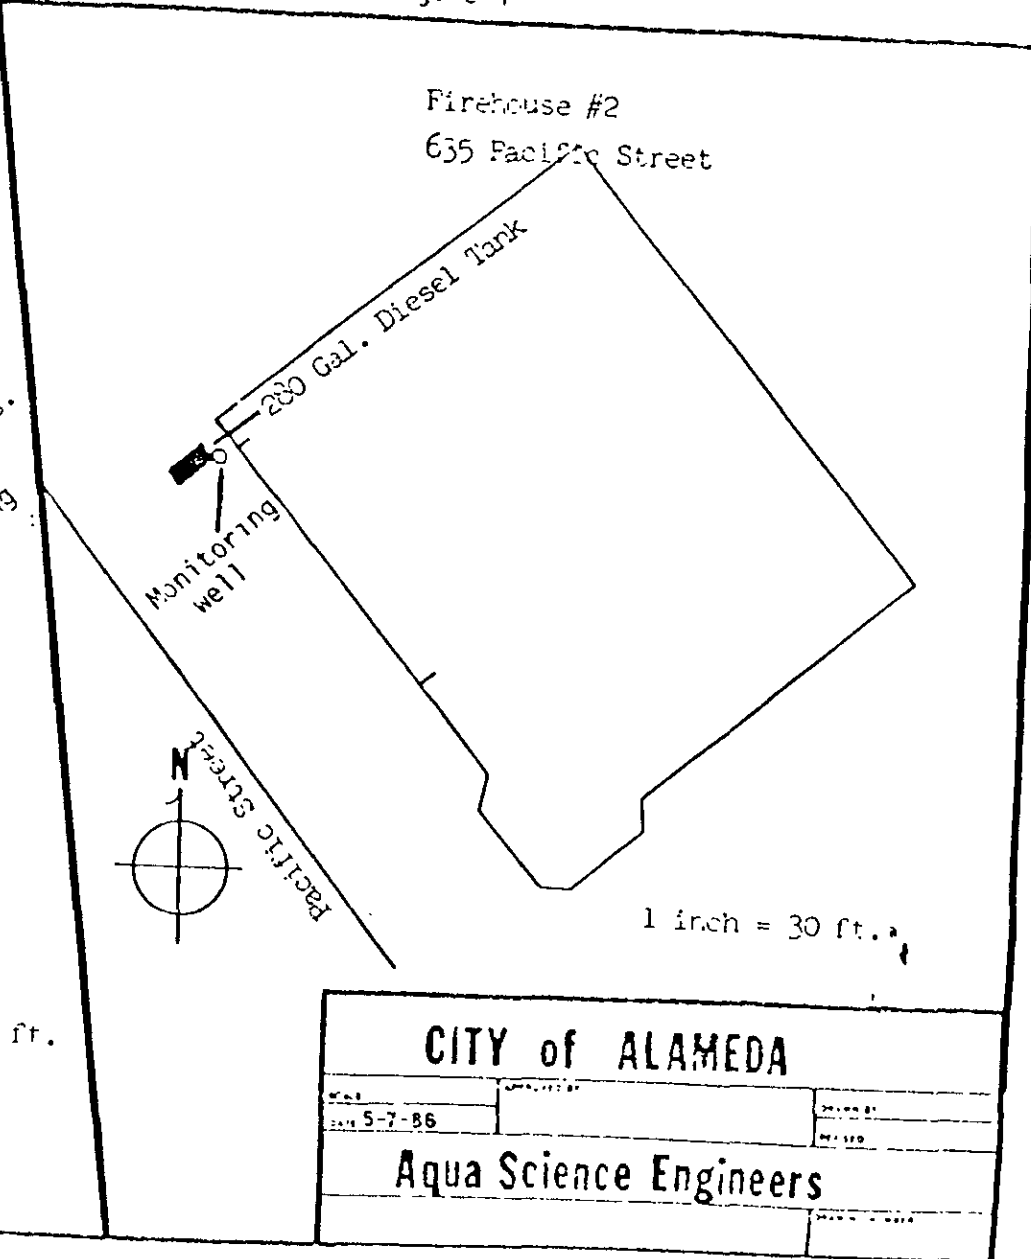 Firehouse #2
635 Pacific Street
280 Gal. Diesel Tank
Monitoring
well
N
Pacific Street
1 inch = 30 ft.
ft.
CITY of ALAMEDA
DATE 5-7-86
Aqua Science Engineers